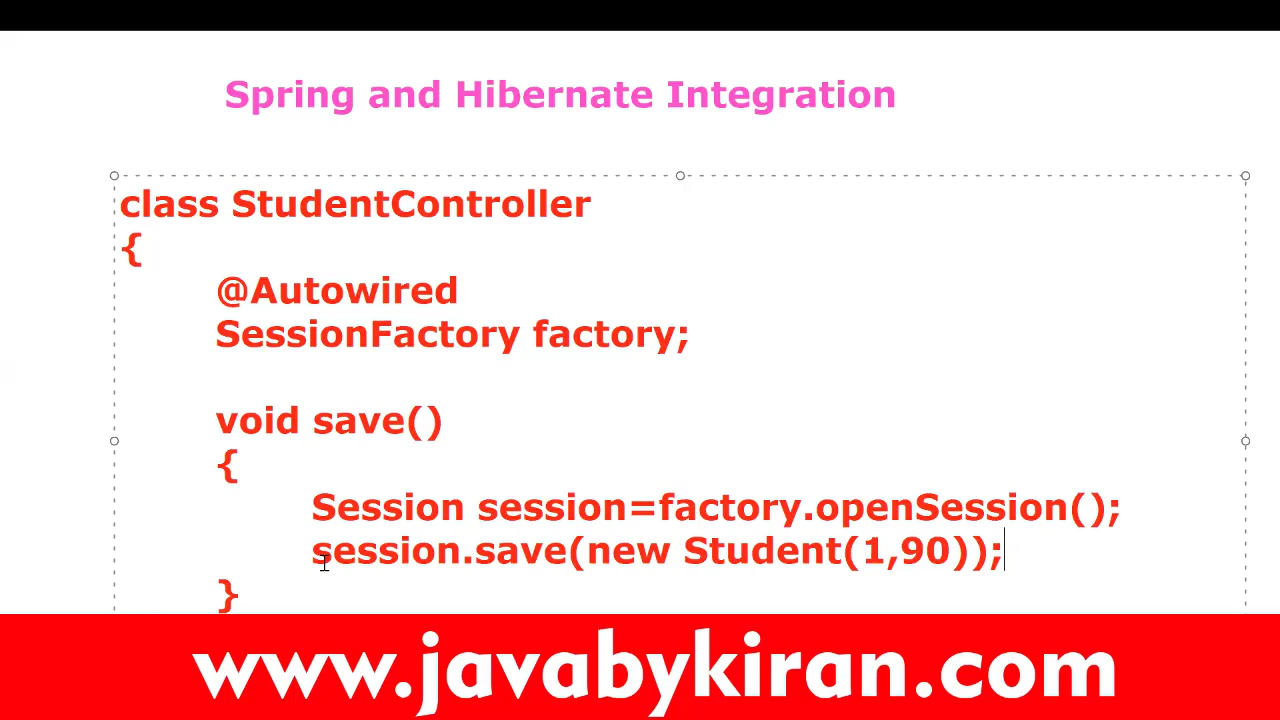 Spring and Hibernate Integration
class StudentController
{
@Autowired
SessionFactory factory;
void save()
{
Session session=factory.openSession();
session.save(new Student(1,90));
}
www.javabykiran.com